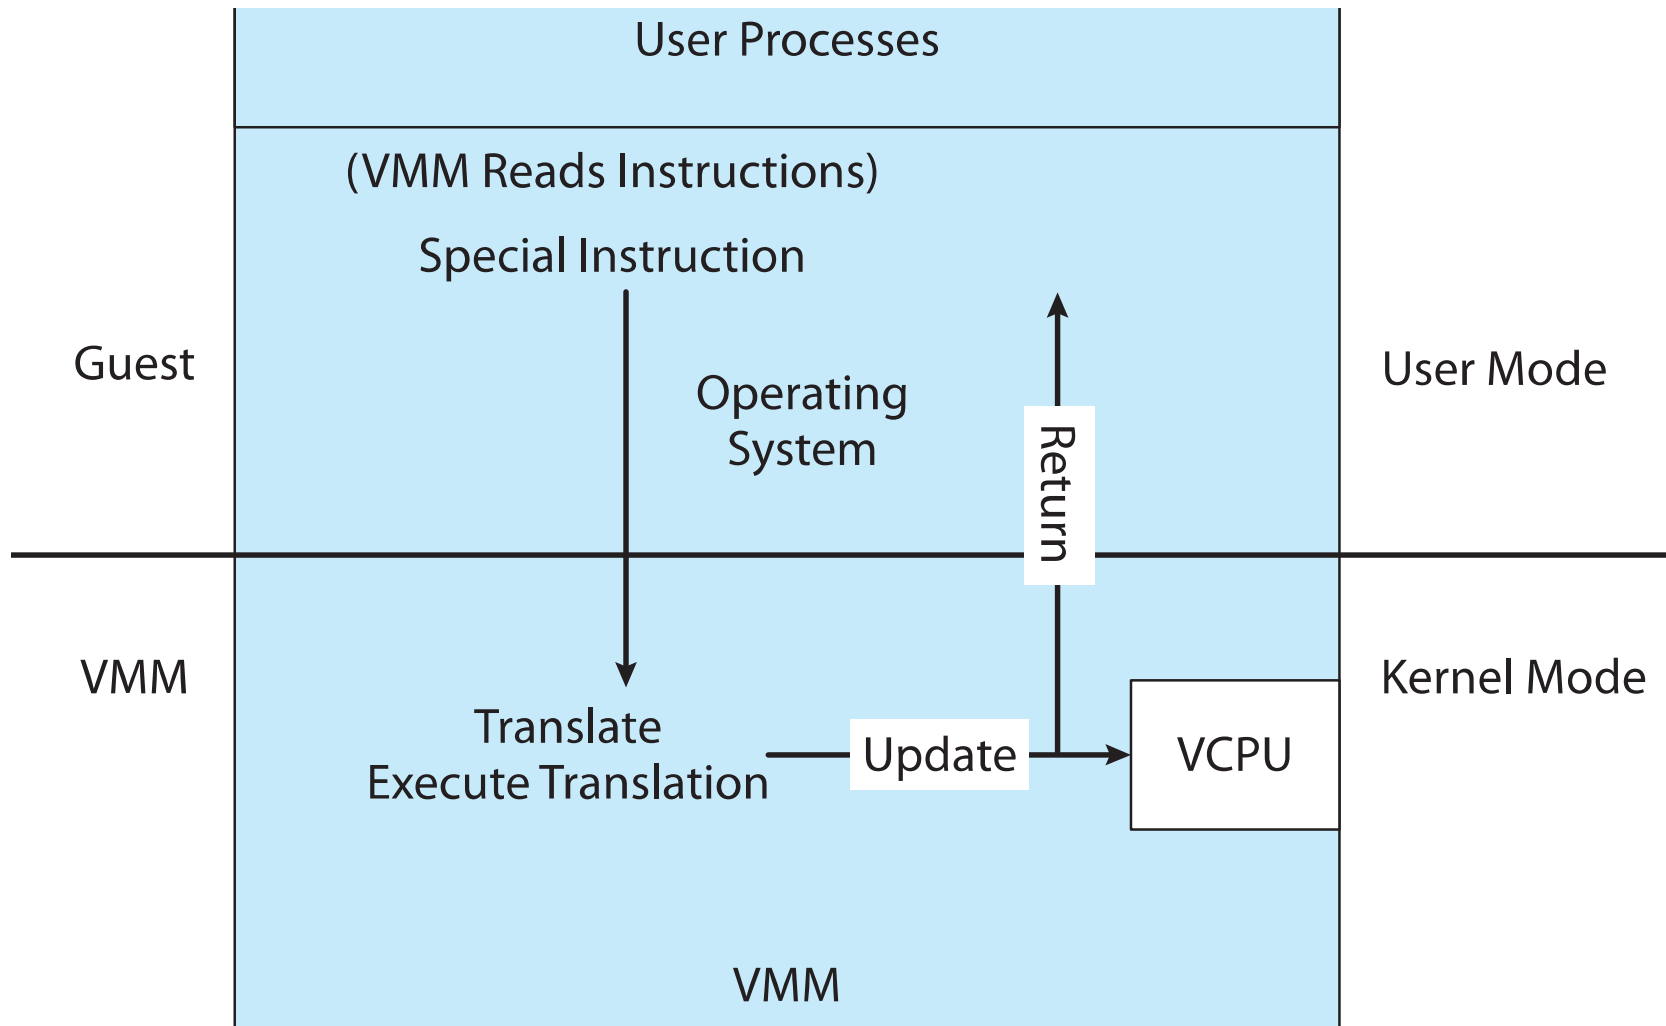 User Processes
(VMM Reads Instructions)
Special Instruction
Guest
User Mode
Operating
System
Return
VMM
Kernel Mode
Translate
Execute Translation
Update
VCPU
VMM